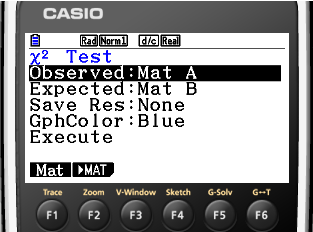 CASIO
Rad Norm1 d/c Real
χ² Test
Observed:Mat A
Expected:Mat B
Save Res:None
GphColor:Blue
Execute
Mat ▶MAT
Trace Zoom V-Window Sketch G-Solv G↔T
F1 F2 F3 F4 F5 F6